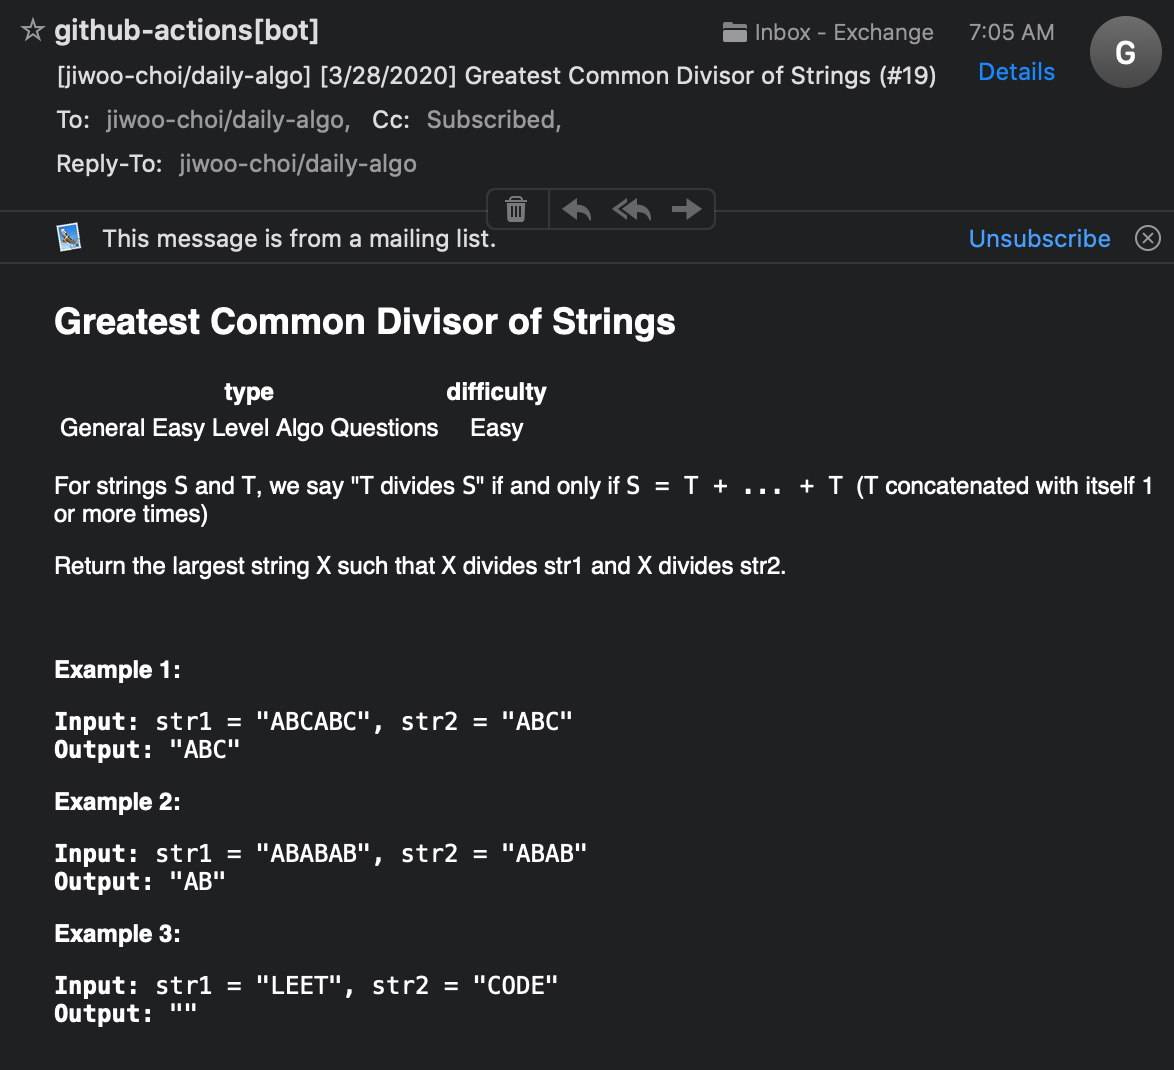 github-actions[bot]
Inbox - Exchange
7:05 AM
G
[jiwoo-choi/daily-algo] [3/28/2020] Greatest Common Divisor of Strings (#19)
Details
To: jiwoo-choi/daily-algo, Cc: Subscribed,
Reply-To: jiwoo-choi/daily-algo
This message is from a mailing list.
Unsubscribe
Greatest Common Divisor of Strings
type difficulty
General Easy Level Algo Questions Easy
For strings S and T, we say "T divides S" if and only if S = T + ... + T (T concatenated with itself 1
or more times)
Return the largest string X such that X divides str1 and X divides str2.
Example 1:
Input: str1 = "ABCABC", str2 = "ABC"
Output: "ABC"
Example 2:
Input: str1 = "ABABAB", str2 = "ABAB"
Output: "AB"
Example 3:
Input: str1 = "LEET", str2 = "CODE"
Output: ""